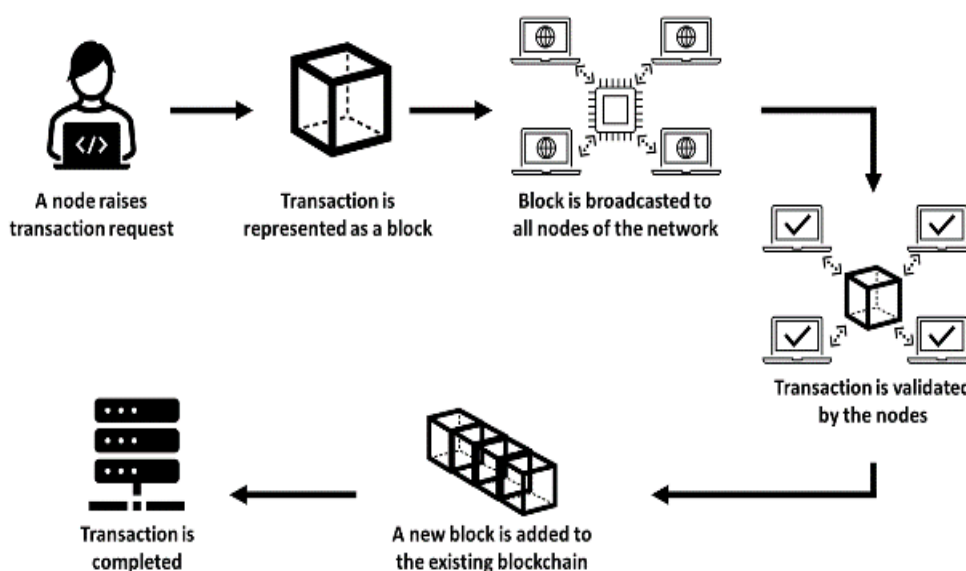 </>
A node raises
transaction request
Transaction is
represented as a block
Block is broadcasted to
all nodes of the network
Transaction is validated
by the nodes
A new block is added to
the existing blockchain
Transaction is
completed